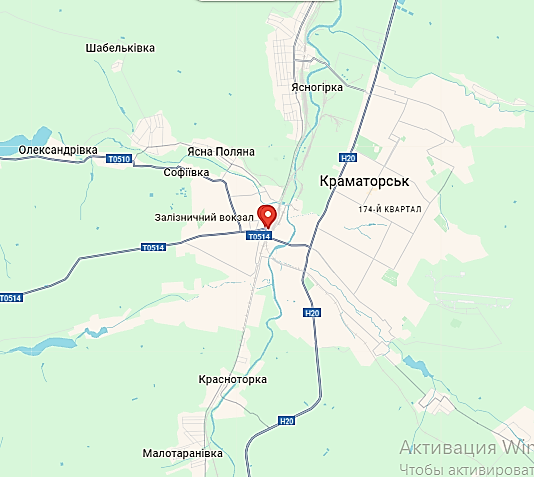 Шабельківка
Ясногірка
Олександрівка
T0510
Ясна Поляна
H20
Софіївка
Краматорськ
174-Й КВАРТАЛ
Залізничний вокзал
T0514
T0514
T0514
H20
Красноторка
H20
Малотаранівка
Активация Win
Чтобы активироват